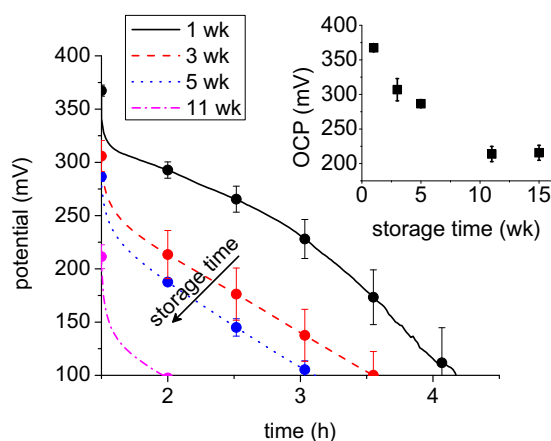 1 wk
3 wk
5 wk
11 wk
400
350
300
250
200
150
100
potential (mV)
2
3
4
time (h)
storage time
350
300
250
200
OCP (mV)
0
5
10
15
storage time (wk)